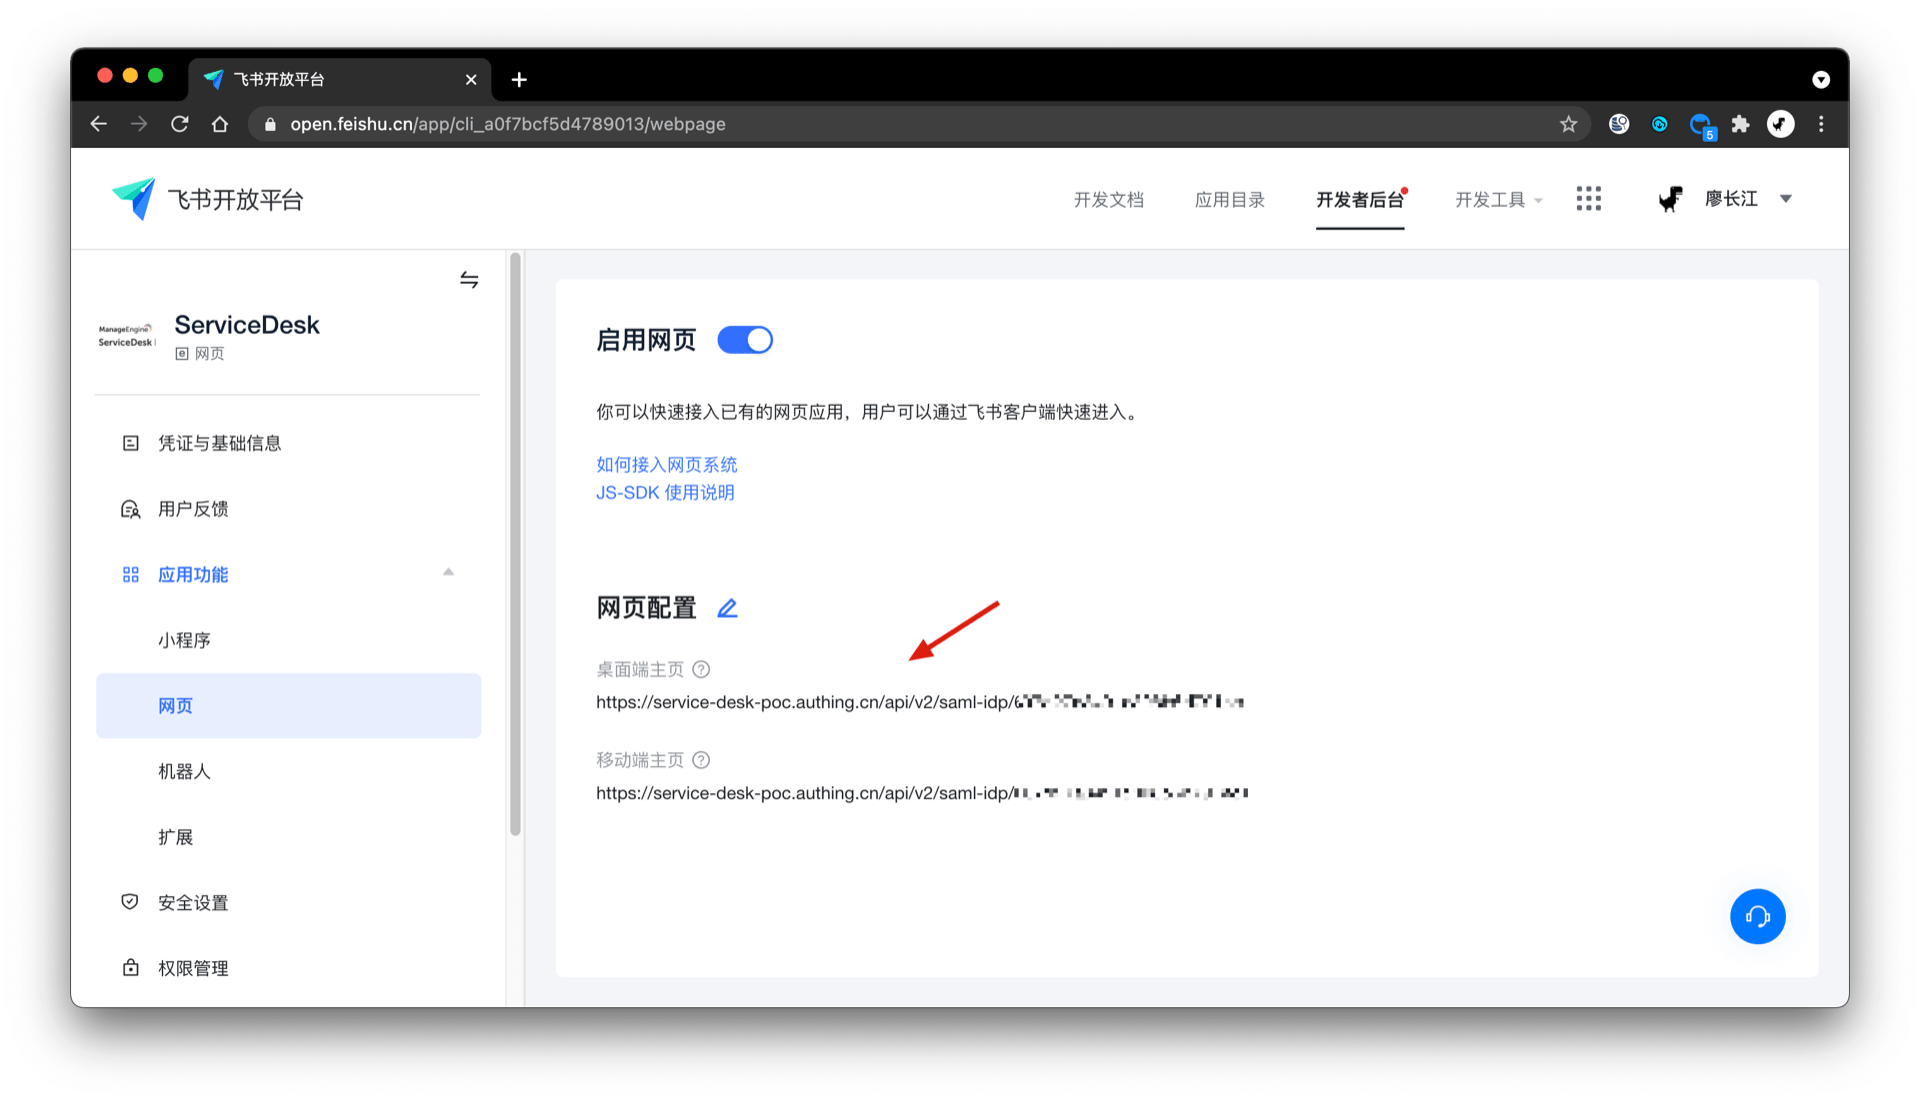 飞书开放平台
open.feishu.cn/app/cli_a0f7bcf5d4789013/webpage
5
飞书开放平台
开发文档
应用目录
开发者后台
开发工具
廖长江
ManageEngine
ServiceDesk
ServiceDesk
网页
凭证与基础信息
用户反馈
应用功能
小程序
网页
机器人
扩展
安全设置
权限管理
启用网页
你可以快速接入已有的网页应用，用户可以通过飞书客户端快速进入。
如何接入网页系统
JS-SDK 使用说明
网页配置
桌面端主页
https://service-desk-poc.authing.cn/api/v2/saml-idp/
移动端主页
https://service-desk-poc.authing.cn/api/v2/saml-idp/